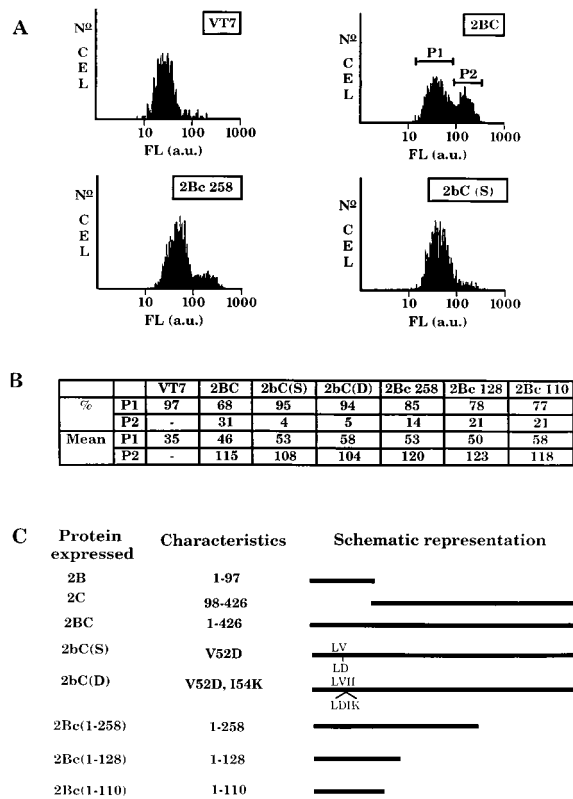 A
VT7
Nº
C
E
L
10 100 1000
FL (a.u.)
2BC
Nº
C
E
L
P1
P2
10 100 1000
FL (a.u.)
2Bc 258
Nº
C
E
L
10 100 1000
FL (a.u.)
2bC (S)
Nº
C
E
L
10 100 1000
FL (a.u.)
B
VT7 2BC 2bC(S) 2bC(D) 2Bc 258 2Bc 128 2Bc 110
% P1 97 68 95 94 85 78 77
P2 - 31 4 5 14 21 21
Mean P1 35 46 53 58 53 50 58
P2 - 115 108 104 120 123 118
C
Protein expressed Characteristics Schematic representation
2B 1-97
2C 98-426
2BC 1-426
2bC(S) V52D LV
LD
2bC(D) V52D, I54K LVII
LDIK
2Bc(1-258) 1-258
2Bc(1-128) 1-128
2Bc(1-110) 1-110